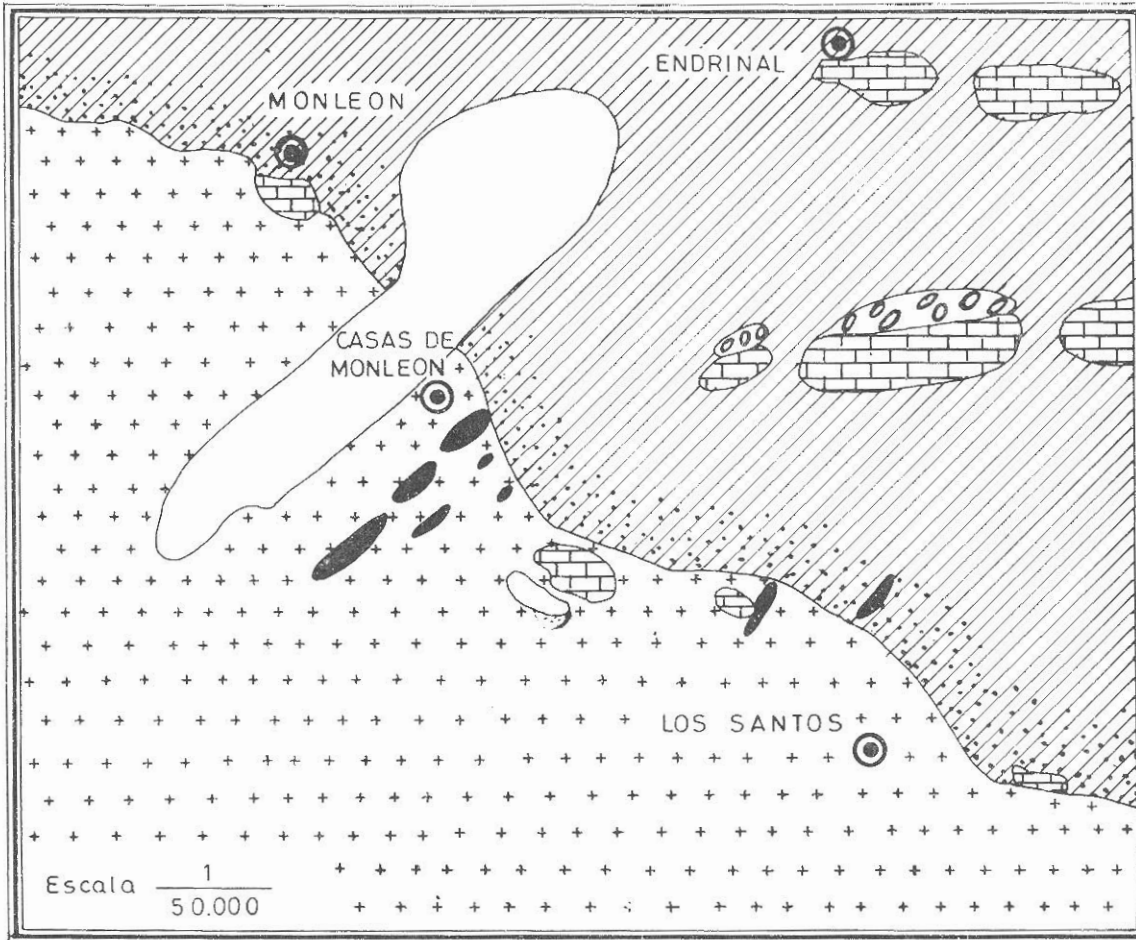 ENDRINAL
MONLEON
CASAS DE
MONLEON
LOS SANTOS
Escala 1
50.000